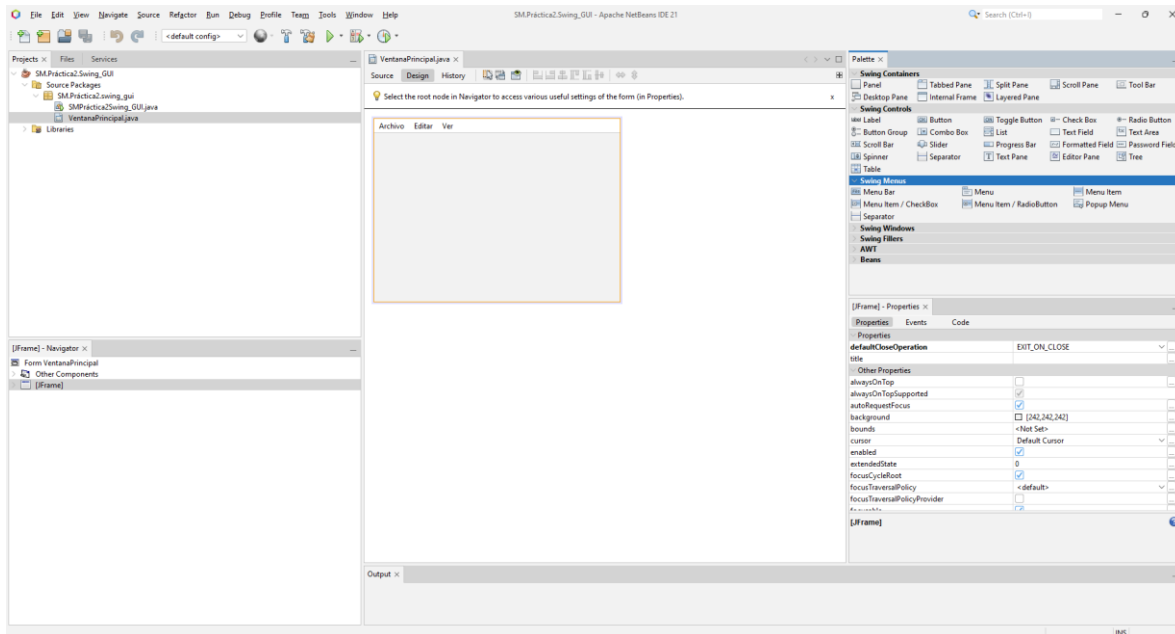 File Edit View Navigate Source Refactor Run Debug Profile Team Tools Window Help
SM.Práctica2.Swing_GUI - Apache NetBeans IDE 21
Search (Ctrl+I)
<default config>
Projects Files Services
SM.Práctica2.Swing_GUI
Source Packages
SM.Práctica2.swing_gui
SMPráctica2Swing_GUI.java
VentanaPrincipal.java
Libraries
[JFrame] - Navigator
Form VentanaPrincipal
Other Components
[JFrame]
VentanaPrincipal.java
Source Design History
Select the root node in Navigator to access various useful settings of the form (in Properties).
Archivo Editar Ver
Output
Palette
Swing Containers
Panel Tabbed Pane Split Pane Scroll Pane Tool Bar
Desktop Pane Internal Frame Layered Pane
Swing Controls
Label Button Toggle Button Check Box Radio Button
Button Group Combo Box List Text Field Text Area
Scroll Bar Slider Progress Bar Formatted Field Password Field
Spinner Separator Text Pane Editor Pane Tree
Table
Swing Menus
Menu Bar Menu Menu Item
Menu Item / CheckBox Menu Item / RadioButton Popup Menu
Separator
Swing Windows
Swing Fillers
AWT
Beans
[JFrame] - Properties
Properties Events Code
Properties
defaultCloseOperation EXIT_ON_CLOSE
title
Other Properties
alwaysOnTop
alwaysOnTopSupported
autoRequestFocus
background [242,242,242]
bounds <Not Set>
cursor Default Cursor
enabled
extendedState 0
focusCycleRoot
focusTraversalPolicy <default>
focusTraversalPolicyProvider
[JFrame]
INS